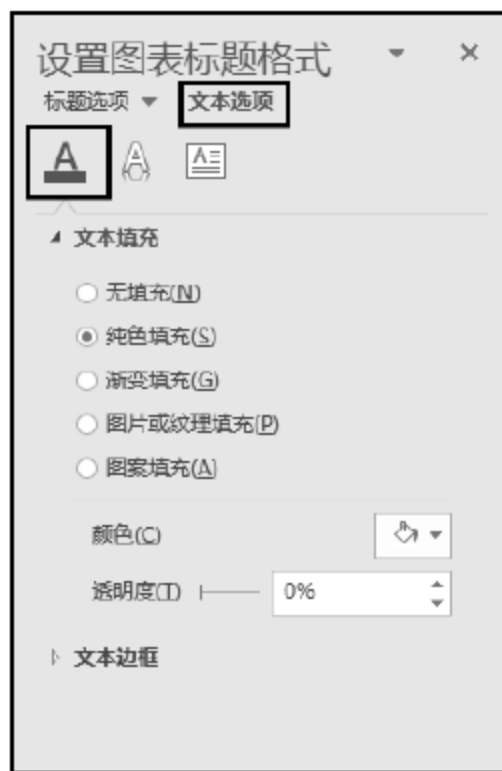 设置图表标题格式
标题选项 文本选项
文本填充
无填充(N)
纯色填充(S)
渐变填充(G)
图片或纹理填充(P)
图案填充(A)
颜色(C)
透明度(T) 0%
文本边框